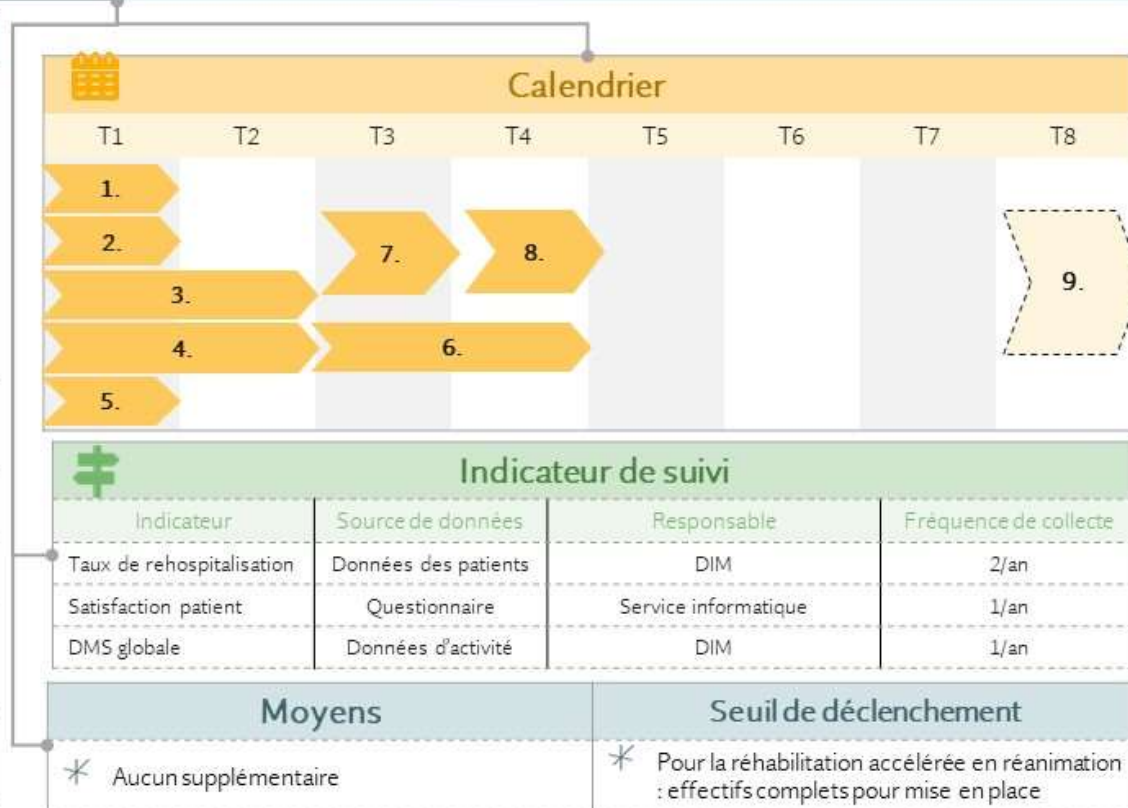 Calendrier
T1 T2 T3 T4 T5 T6 T7 T8
1.
2.
7. 8. 9.
3.
4. 6.
5.
Indicateur de suivi
Indicateur Source de données Responsable Fréquence de collecte
Taux de rehospitalisation Données des patients DIM 2/an
Satisfaction patient Questionnaire Service informatique 1/an
DMS globale Données d'activité DIM 1/an
Moyens Seuil de déclenchement
Aucun supplémentaire
Pour la réhabilitation accélérée en réanimation
: effectifs complets pour mise en place